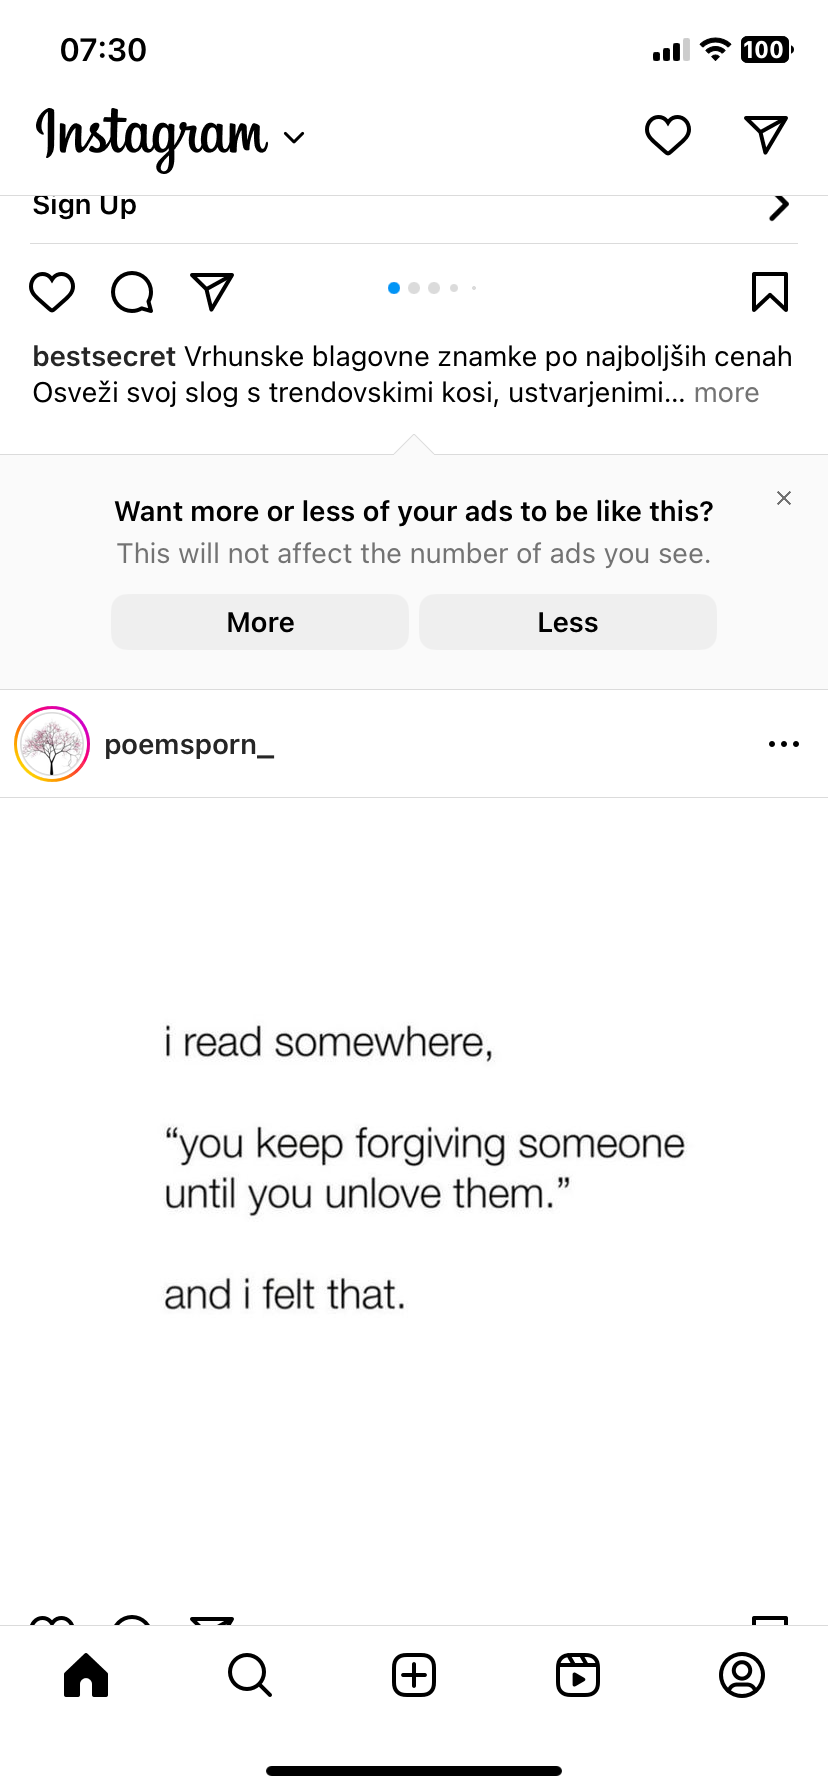 07:30
100
Instagram
Sign Up
bestsecret Vrhunske blagovne znamke po najboljših cenah
Osveži svoj slog s trendovskimi kosi, ustvarjenimi... more
Want more or less of your ads to be like this?
This will not affect the number of ads you see.
More
Less
poemsporn_
i read somewhere,
“you keep forgiving someone
until you unlove them.”
and i felt that.